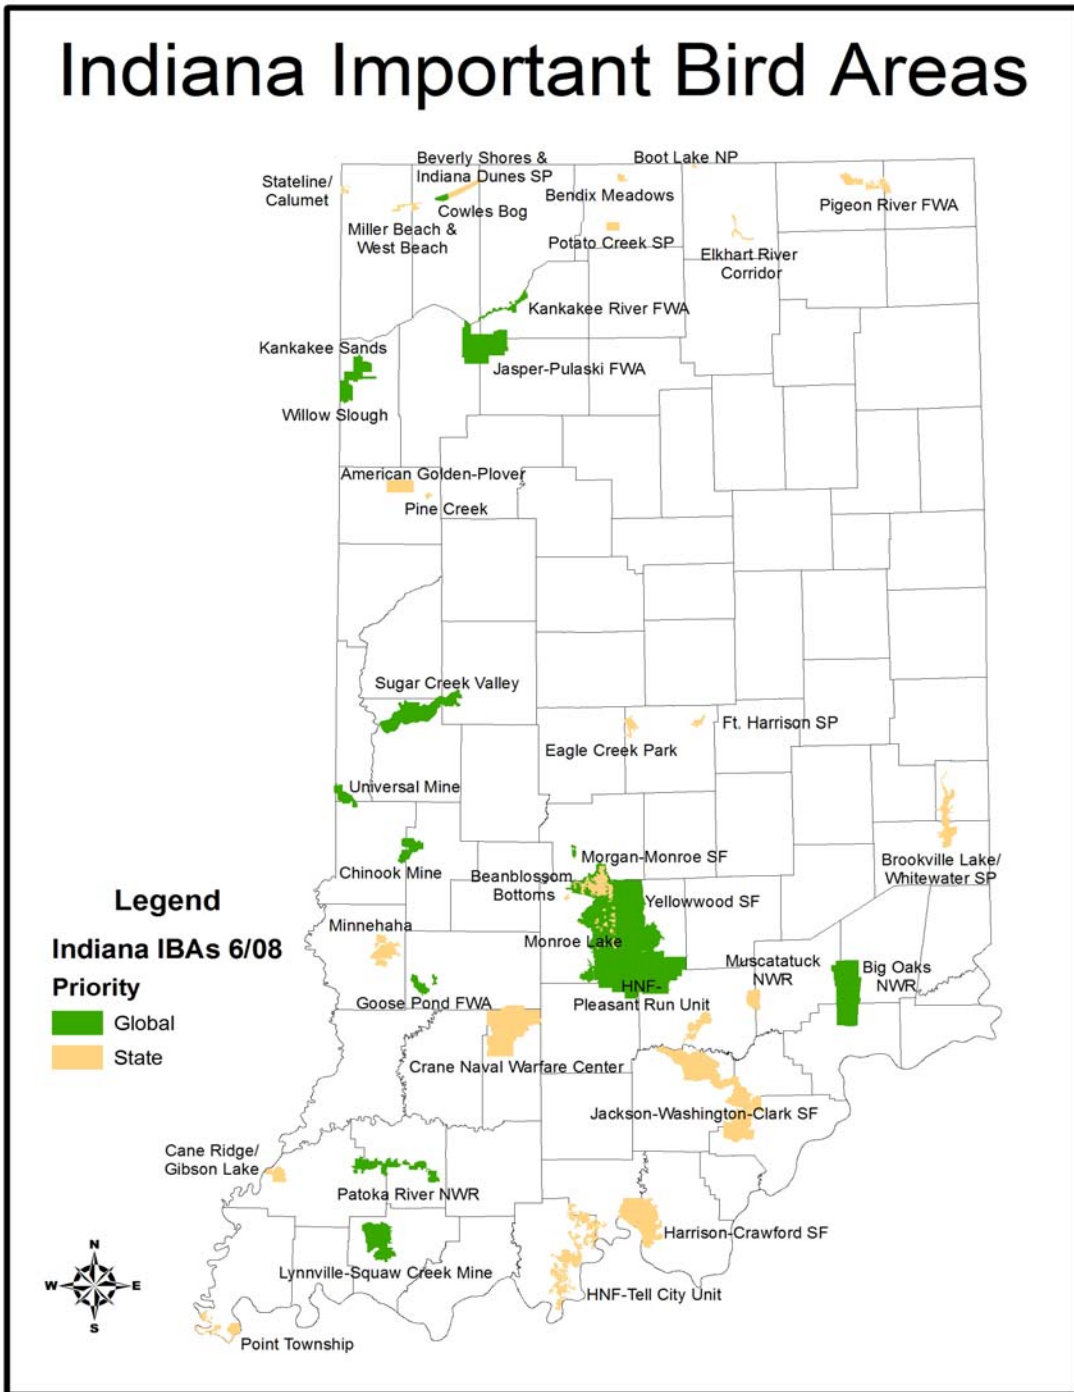 Indiana Important Bird Areas
Beverly Shores &
Indiana Dunes SP
Boot Lake NP
Stateline/
Calumet
Bendix Meadows
Pigeon River FWA
Cowles Bog
Miller Beach &
West Beach
Potato Creek SP
Elkhart River
Corridor
Kankakee River FWA
Kankakee Sands
Jasper-Pulaski FWA
Willow Slough
American Golden-Plover
Pine Creek
Sugar Creek Valley
Ft. Harrison SP
Eagle Creek Park
Universal Mine
Morgan-Monroe SF
Brookville Lake/
Whitewater SP
Chinook Mine
Beanblossom
Bottoms
Yellowwood SF
Minnehaha
Monroe Lake
Muscatatuck
NWR
Big Oaks
NWR
HNF-
Pleasant Run Unit
Goose Pond FWA
Crane Naval Warfare Center
Jackson-Washington-Clark SF
Cane Ridge/
Gibson Lake
Patoka River NWR
Harrison-Crawford SF
Lynnville-Squaw Creek Mine
HNF-Tell City Unit
Point Township
Legend
Indiana IBAs 6/08
Priority
Global
State
N
W
E
S